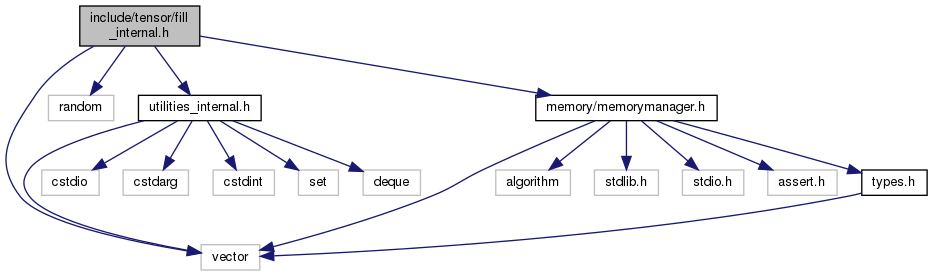 include/tensor/fill
_internal.h
random
utilities_internal.h
memory/memorymanager.h
cstdio
cstdarg
cstdint
set
deque
algorithm
stdlib.h
stdio.h
assert.h
types.h
vector